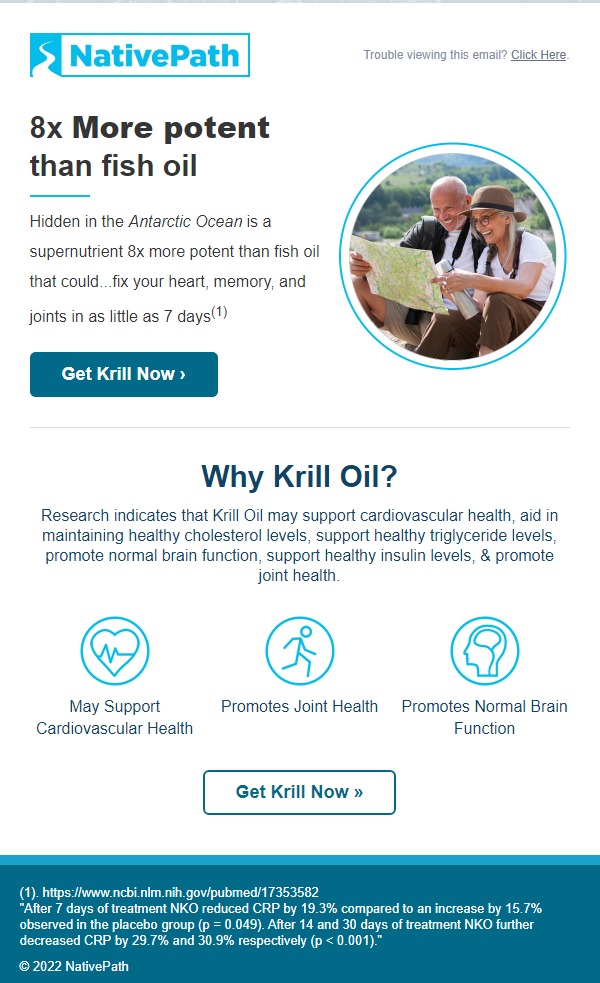 NativePath
Trouble viewing this email? Click Here.
8x More potent
than fish oil
Hidden in the Antarctic Ocean is a
supernutrient 8x more potent than fish oil
that could...fix your heart, memory, and
joints in as little as 7 days(1)
Get Krill Now ›
Why Krill Oil?
Research indicates that Krill Oil may support cardiovascular health, aid in
maintaining healthy cholesterol levels, support healthy triglyceride levels,
promote normal brain function, support healthy insulin levels, & promote
joint health.
May Support
Cardiovascular Health
Promotes Joint Health
Promotes Normal Brain
Function
Get Krill Now »
(1). https://www.ncbi.nlm.nih.gov/pubmed/17353582
"After 7 days of treatment NKO reduced CRP by 19.3% compared to an increase by 15.7%
observed in the placebo group (p = 0.049). After 14 and 30 days of treatment NKO further
decreased CRP by 29.7% and 30.9% respectively (p < 0.001)."
© 2022 NativePath